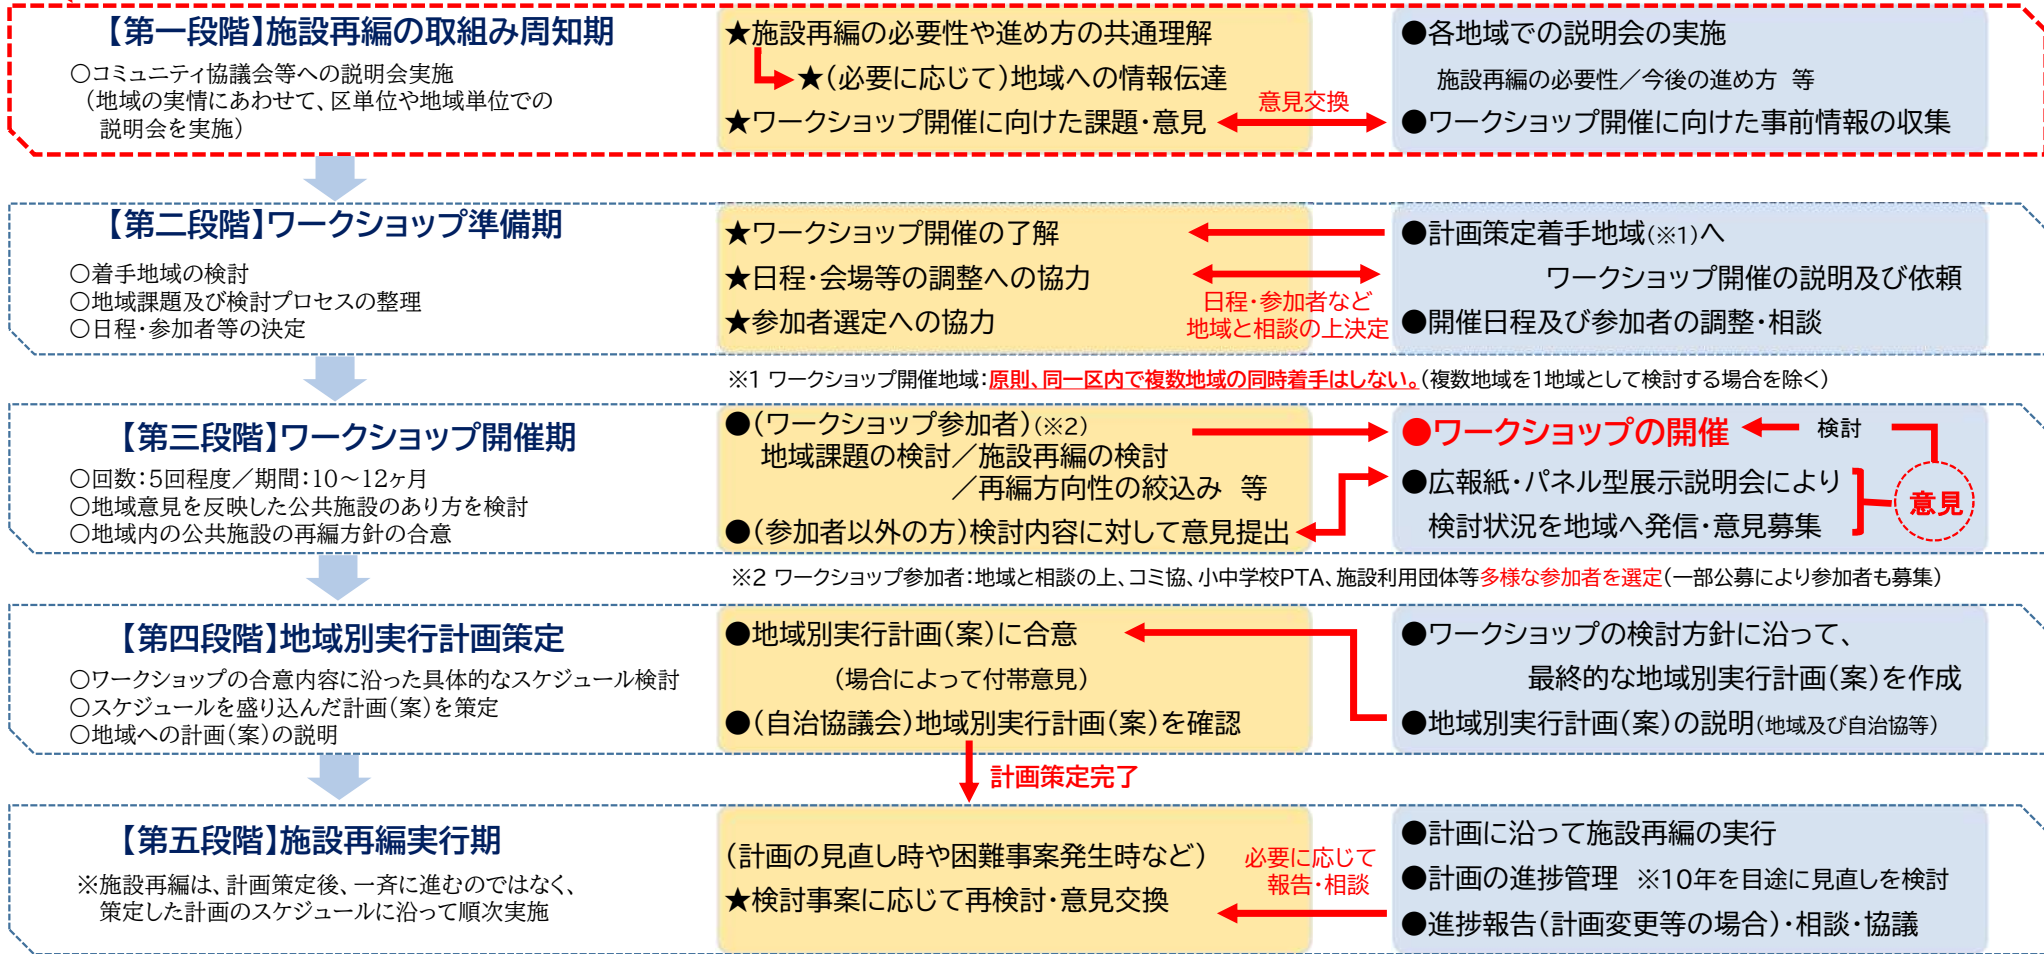 【第一段階】施設再編の取組み周知期
○コミュニティ協議会等への説明会実施
(地域の実情にあわせて、区単位や地域単位での
説明会を実施)
★施設再編の必要性や進め方の共通理解
★(必要に応じて)地域への情報伝達
★ワークショップ開催に向けた課題・意見
意見交換
●各地域での説明会の実施
施設再編の必要性／今後の進め方 等
●ワークショップ開催に向けた事前情報の収集
【第二段階】ワークショップ準備期
○着手地域の検討
○地域課題及び検討プロセスの整理
○日程・参加者等の決定
★ワークショップ開催の了解
★日程・会場等の調整への協力
★参加者選定への協力
日程・参加者など
地域と相談の上決定
●計画策定着手地域(※1)へ
ワークショップ開催の説明及び依頼
●開催日程及び参加者の調整・相談
※1 ワークショップ開催地域:原則、同一区内で複数地域の同時着手はしない。(複数地域を1地域として検討する場合を除く)
【第三段階】ワークショップ開催期
○回数:5回程度／期間:10～12ヶ月
○地域意見を反映した公共施設のあり方を検討
○地域内の公共施設の再編方針の合意
●(ワークショップ参加者)(※2)
地域課題の検討／施設再編の検討
／再編方向性の絞込み 等
●(参加者以外の方)検討内容に対して意見提出
●ワークショップの開催
検討
●広報紙・パネル型展示説明会により
検討状況を地域へ発信・意見募集
意見
※2 ワークショップ参加者:地域と相談の上、コミ協、小中学校PTA、施設利用団体等多様な参加者を選定(一部公募により参加者も募集)
【第四段階】地域別実行計画策定
○ワークショップの合意内容に沿った具体的なスケジュール検討
○スケジュールを盛り込んだ計画(案)を策定
○地域への計画(案)の説明
●地域別実行計画(案)に合意
(場合によって付帯意見)
●(自治協議会)地域別実行計画(案)を確認
●ワークショップの検討方針に沿って、
最終的な地域別実行計画(案)を作成
●地域別実行計画(案)の説明(地域及び自治協等)
計画策定完了
【第五段階】施設再編実行期
※施設再編は、計画策定後、一斉に進むのではなく、
策定した計画のスケジュールに沿って順次実施
(計画の見直し時や困難事案発生時など)
★検討事案に応じて再検討・意見交換
必要に応じて
報告・相談
●計画に沿って施設再編の実行
●計画の進捗管理 ※10年を目途に見直しを検討
●進捗報告(計画変更等の場合)・相談・協議